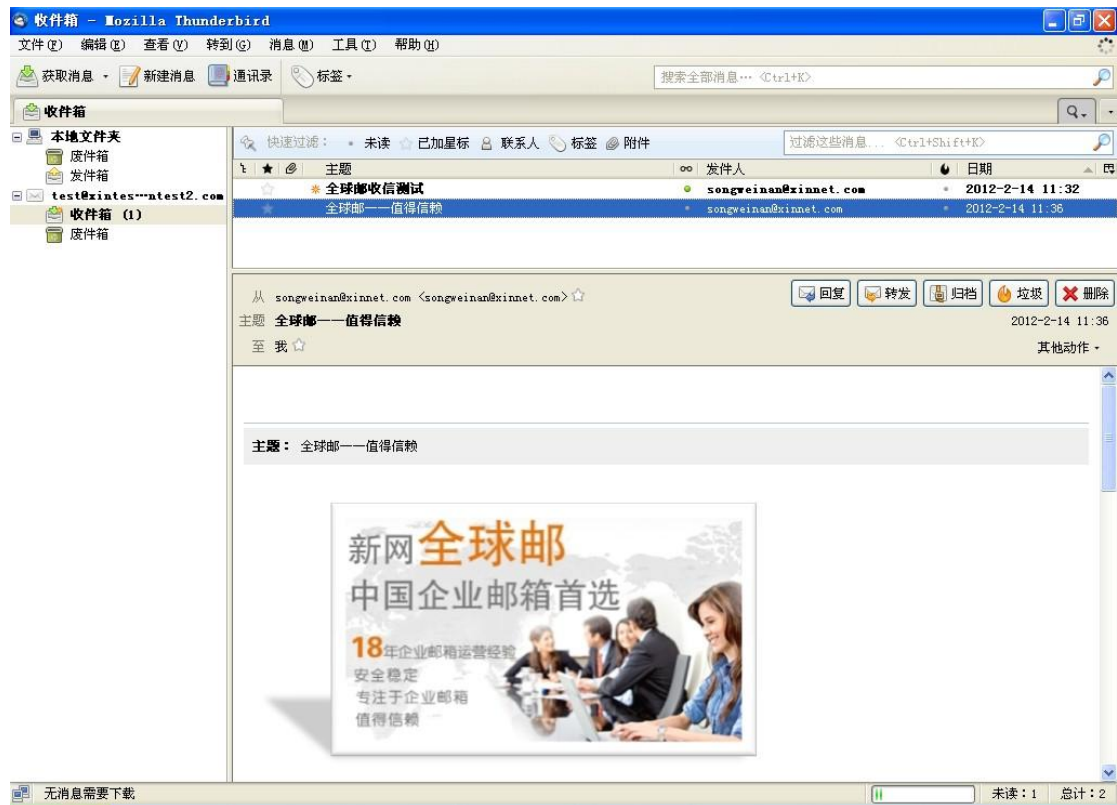 收件箱 - Mozilla Thunderbird
文件(F) 编辑(E) 查看(V) 转到(G) 消息(M) 工具(T) 帮助(H)
获取消息 新建消息 通讯录 标签 搜索全部消息… <Ctrl+K>
收件箱
本地文件夹
废件箱
发件箱
test@xintes…ntest2.com
收件箱 (1)
废件箱
快速过滤： 未读 已加星标 联系人 标签 附件 过滤这些消息... <Ctrl+Shift+K>
主题 发件人 日期
全球邮收信测试 songweinan@xinnet.com 2012-2-14 11:32
全球邮——值得信赖 songweinan@xinnet.com 2012-2-14 11:36
从 songweinan@xinnet.com <songweinan@xinnet.com> 回复 转发 归档 垃圾 删除
主题 全球邮——值得信赖 2012-2-14 11:36
至 我 其他动作
主题： 全球邮——值得信赖
新网全球邮
中国企业邮箱首选
18年企业邮箱运营经验
安全稳定
专注于企业邮箱
值得信赖
无消息需要下载 未读：1 总计：2